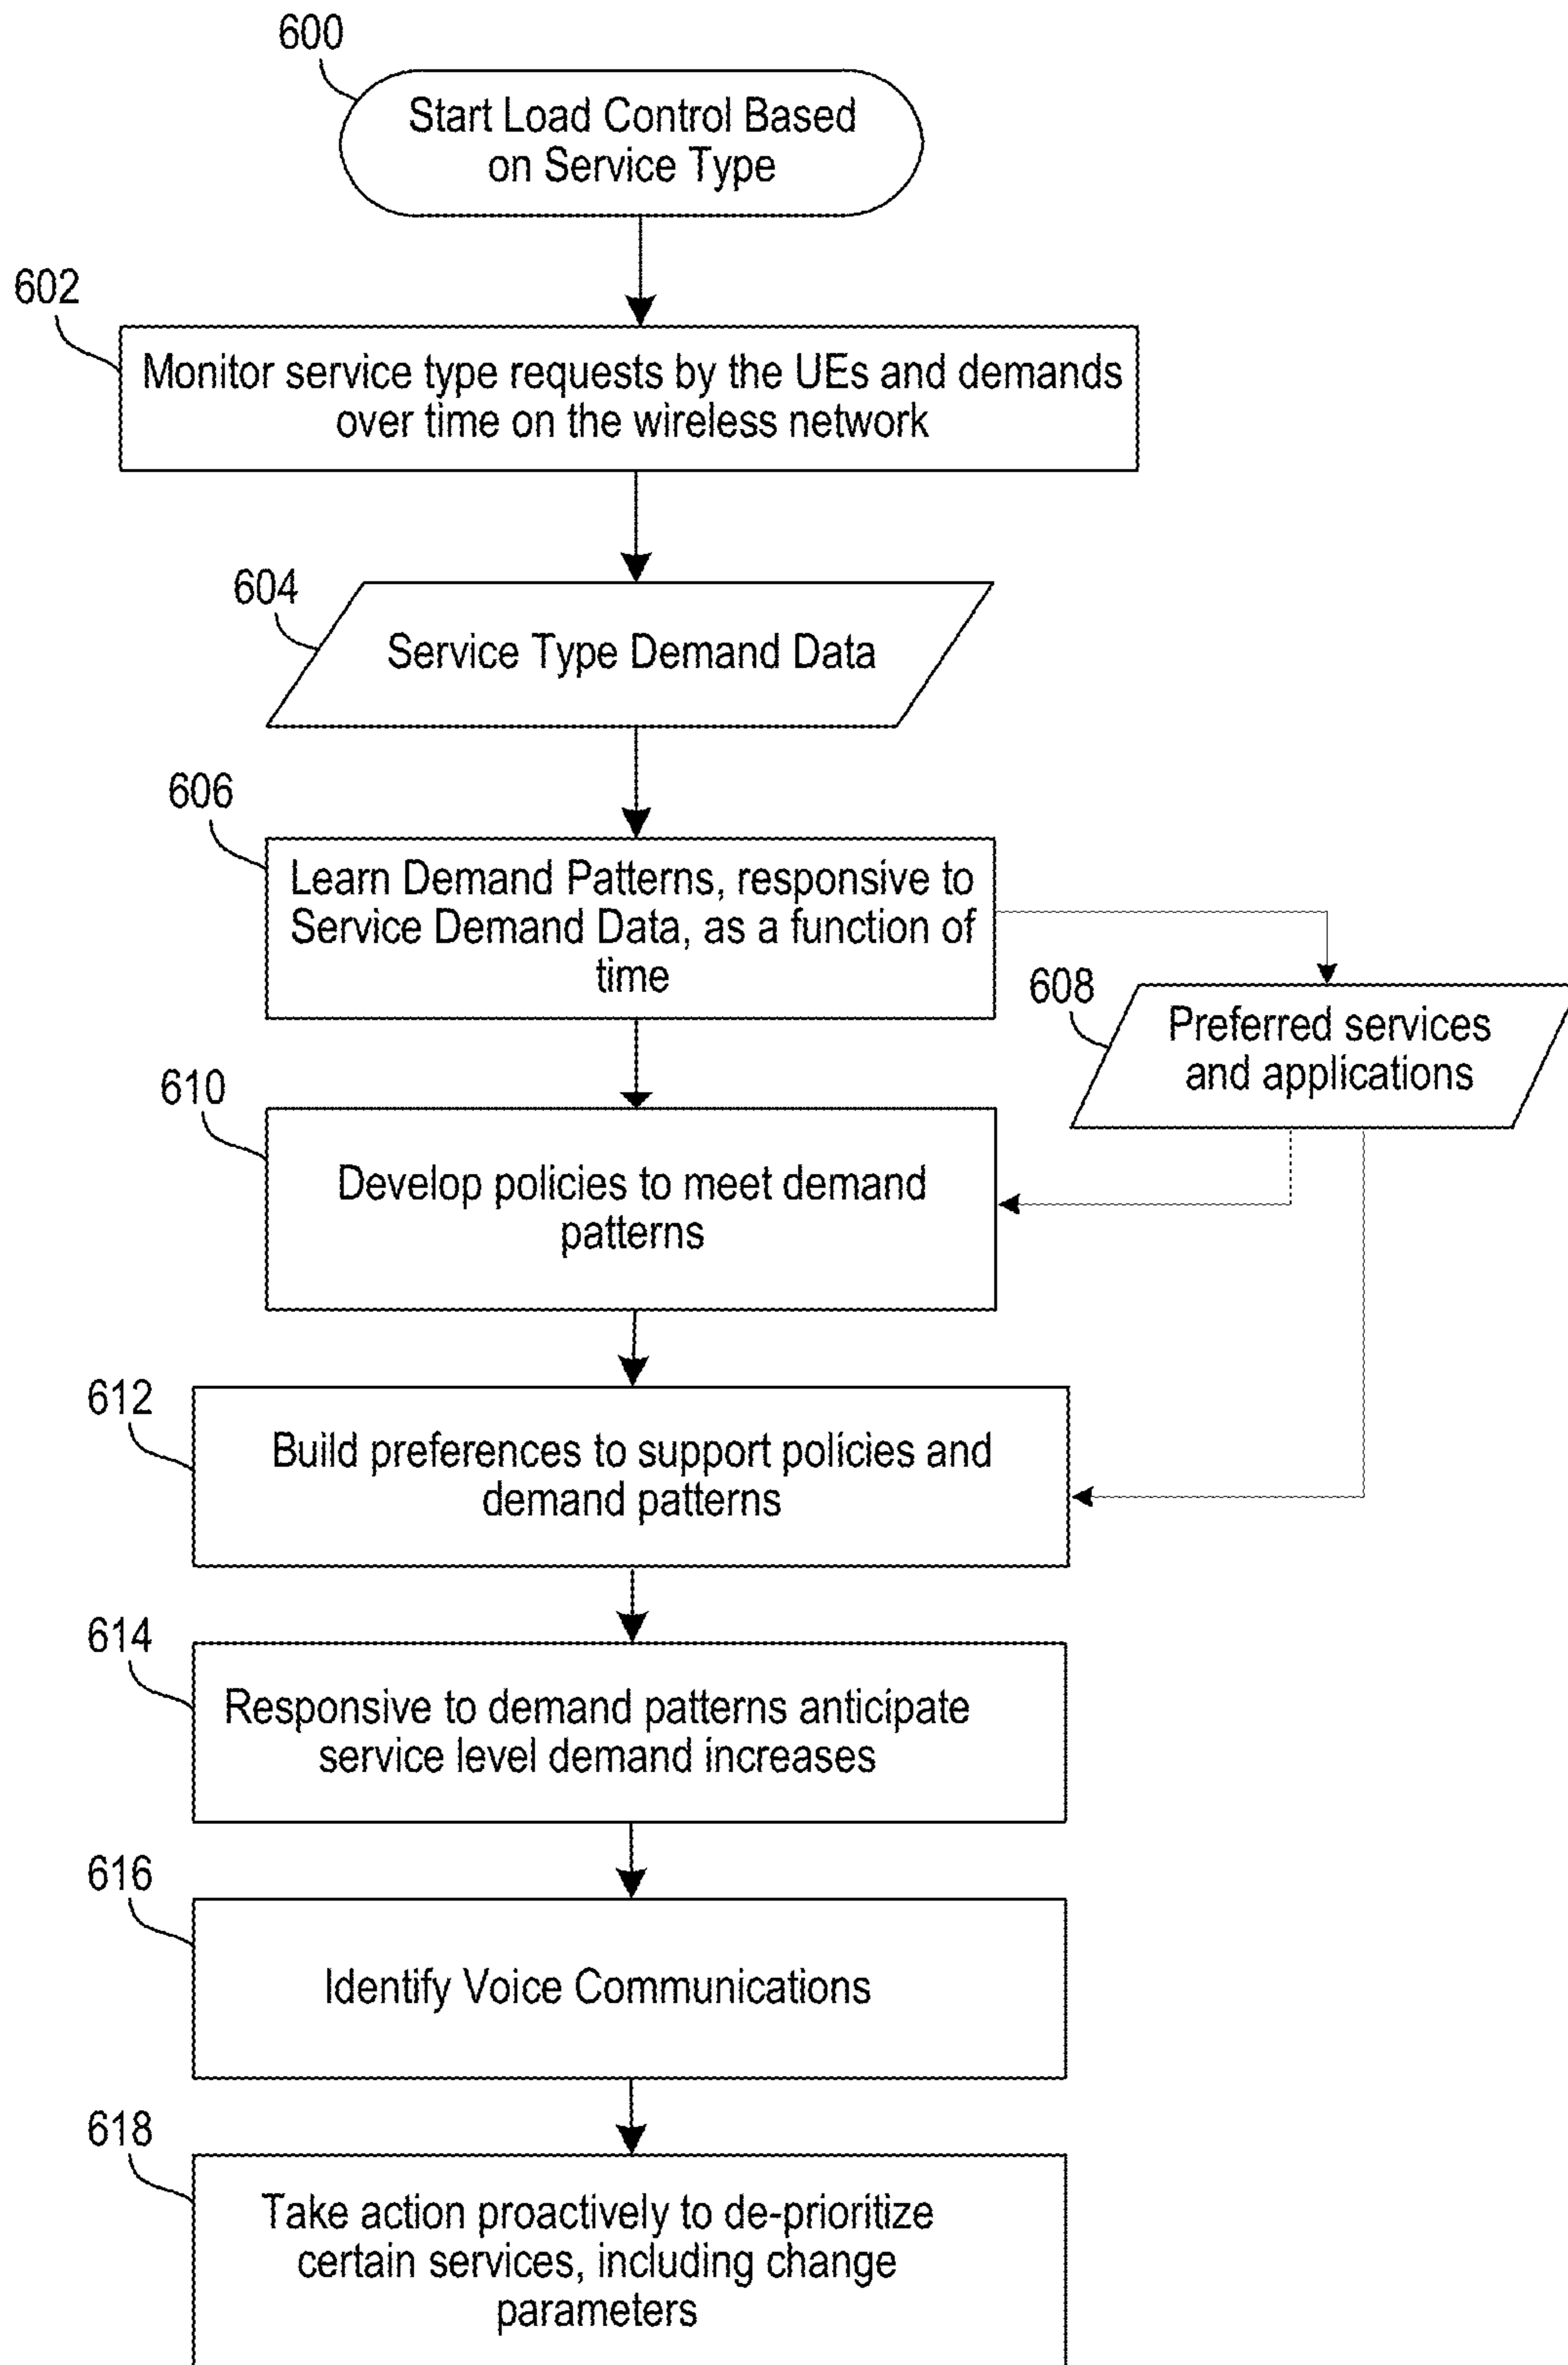 600
Start Load Control Based
on Service Type
602
Monitor service type requests by the UEs and demands
over time on the wireless network
604
Service Type Demand Data
606
Learn Demand Patterns, responsive to
Service Demand Data, as a function of
time
608
Preferred services
and applications
610
Develop policies to meet demand
patterns
612
Build preferences to support policies and
demand patterns
614
Responsive to demand patterns anticipate
service level demand increases
616
Identify Voice Communications
618
Take action proactively to de-prioritize
certain services, including change
parameters